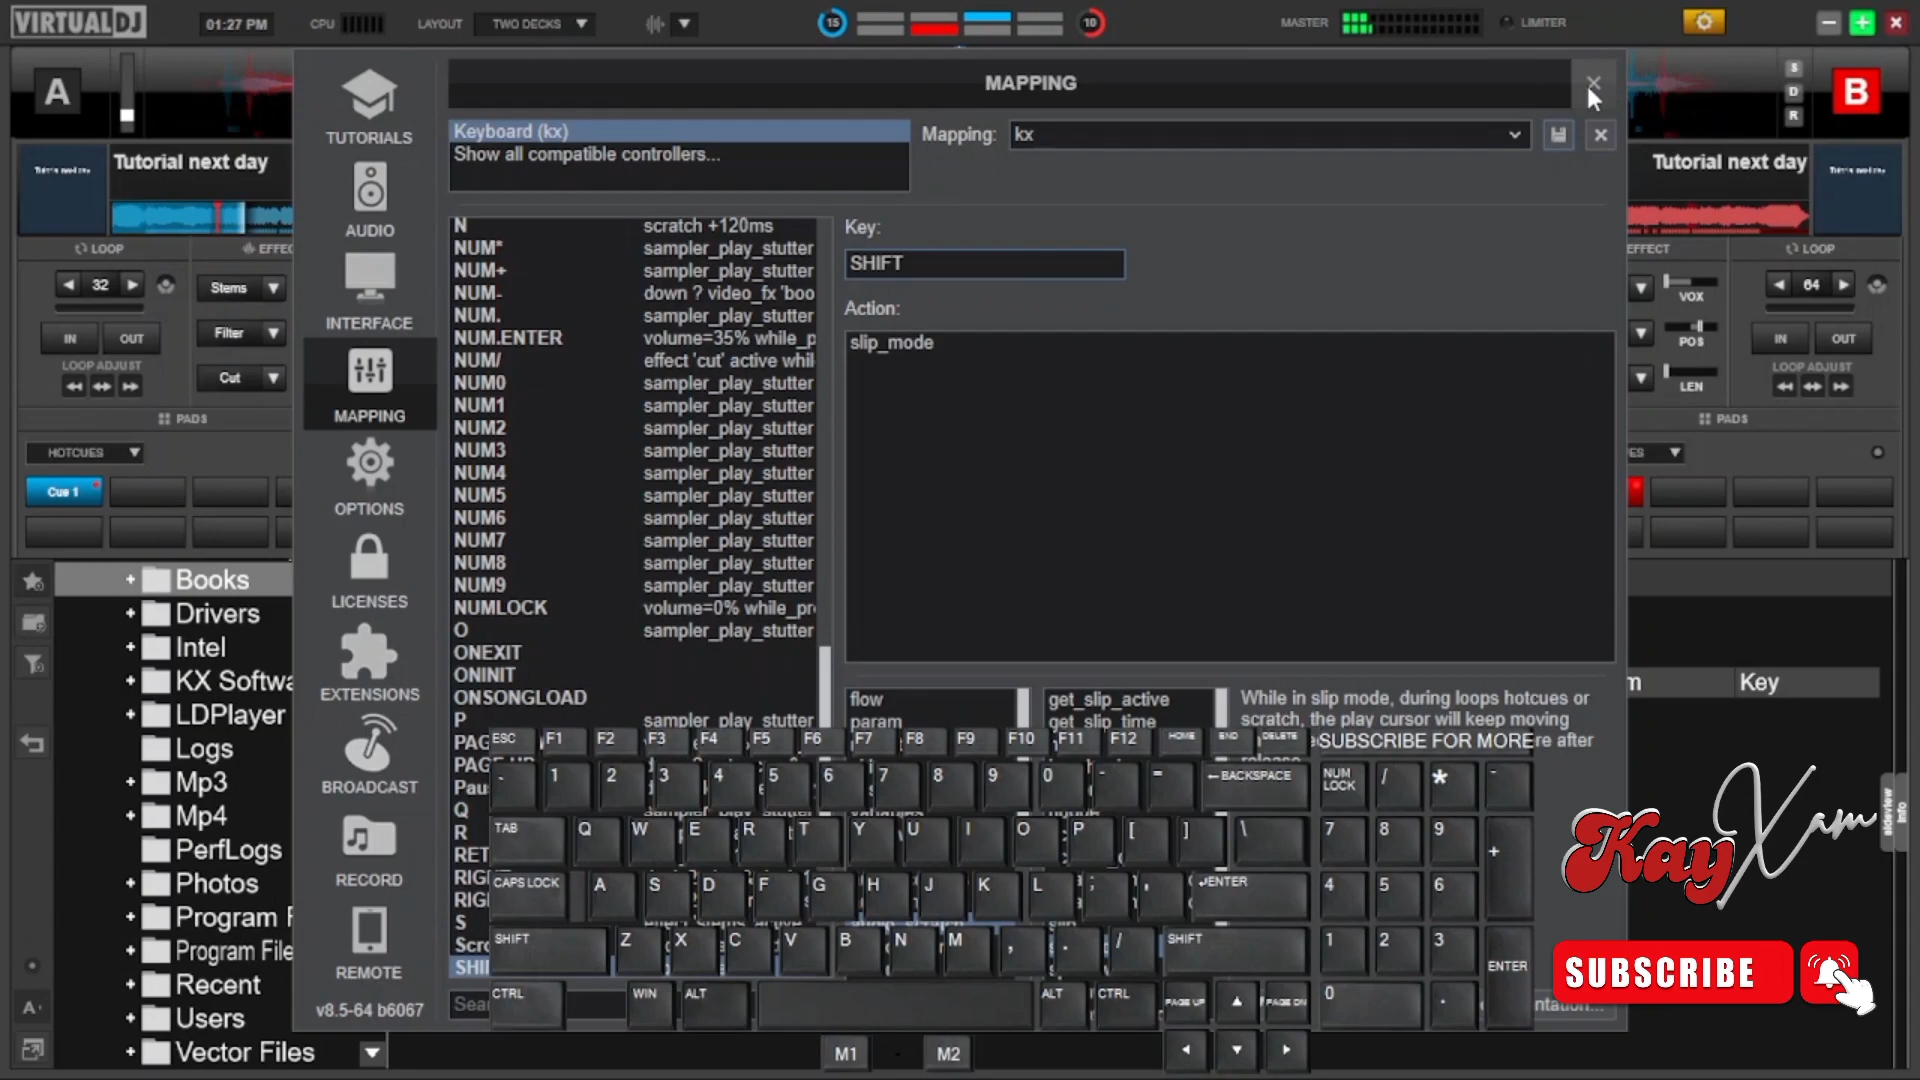 VIRTUALDJ
01:27 PM
CPU
LAYOUT
TWO DECKS
15
10
MASTER
LIMITER
A
TUTORIALS
MAPPING
S
D
R
B
Keyboard (kx)
Show all compatible controllers...
Mapping:
kx
Tutorial next day
Tutorial next day
AUDIO
LOOP
EFFEC
32
Stems
IN
OUT
Filter
LOOP ADJUST
Cut
PADS
HOTCUES
Cue 1
INTERFACE
MAPPING
OPTIONS
LICENSES
EXTENSIONS
BROADCAST
RECORD
REMOTE
v8.5-64 b6067
N scratch +120ms
NUM* sampler_play_stutter
NUM+ sampler_play_stutter
NUM- down ? video_fx 'boo
NUM. sampler_play_stutter
NUM.ENTER volume=35% while_p
NUM/ effect 'cut' active whil
NUM0 sampler_play_stutter
NUM1 sampler_play_stutter
NUM2 sampler_play_stutter
NUM3 sampler_play_stutter
NUM4 sampler_play_stutter
NUM5 sampler_play_stutter
NUM6 sampler_play_stutter
NUM7 sampler_play_stutter
NUM8 sampler_play_stutter
NUM9 sampler_play_stutter
NUMLOCK volume=0% while_pr
O sampler_play_stutter
ONEXIT
ONINIT
ONSONGLOAD
P sampler_play_stutter
PAG
PAGE
Pau
Q
R
RET
RIG
RIG
S
Scro
SHI
Sea
Key:
SHIFT
Action:
slip_mode
flow
param
get_slip_active
get_slip_time
While in slip mode, during loops hotcues or
scratch, the play cursor will keep moving
SUBSCRIBE FOR MORE
re after
EFFECT
LOOP
VOX
64
POS
IN
OUT
LOOP ADJUST
LEN
PADS
ES
Key
Books
Drivers
Intel
KX Softwa
LDPlayer
Logs
Mp3
Mp4
PerfLogs
Photos
Program F
Program File
Recent
Users
Vector Files
ESC F1 F2 F3 F4 F5 F6 F7 F8 F9 F10 F11 F12 HOME END DELETE
1 2 3 4 5 6 7 8 9 0 - = ←BACKSPACE NUM LOCK / * -
TAB Q W E R T Y U I O P [ ] \ 7 8 9 +
CAPS LOCK A S D F G H J K L ; ' ↵ENTER 4 5 6
SHIFT Z X C V B N M , . / SHIFT 1 2 3 ENTER
CTRL WIN ALT ALT CTRL PAGE UP ▲ PAGE DN 0 .
◄ ▼ ►
ntation...
M1 - M2
sideview
info
KayXam
SUBSCRIBE